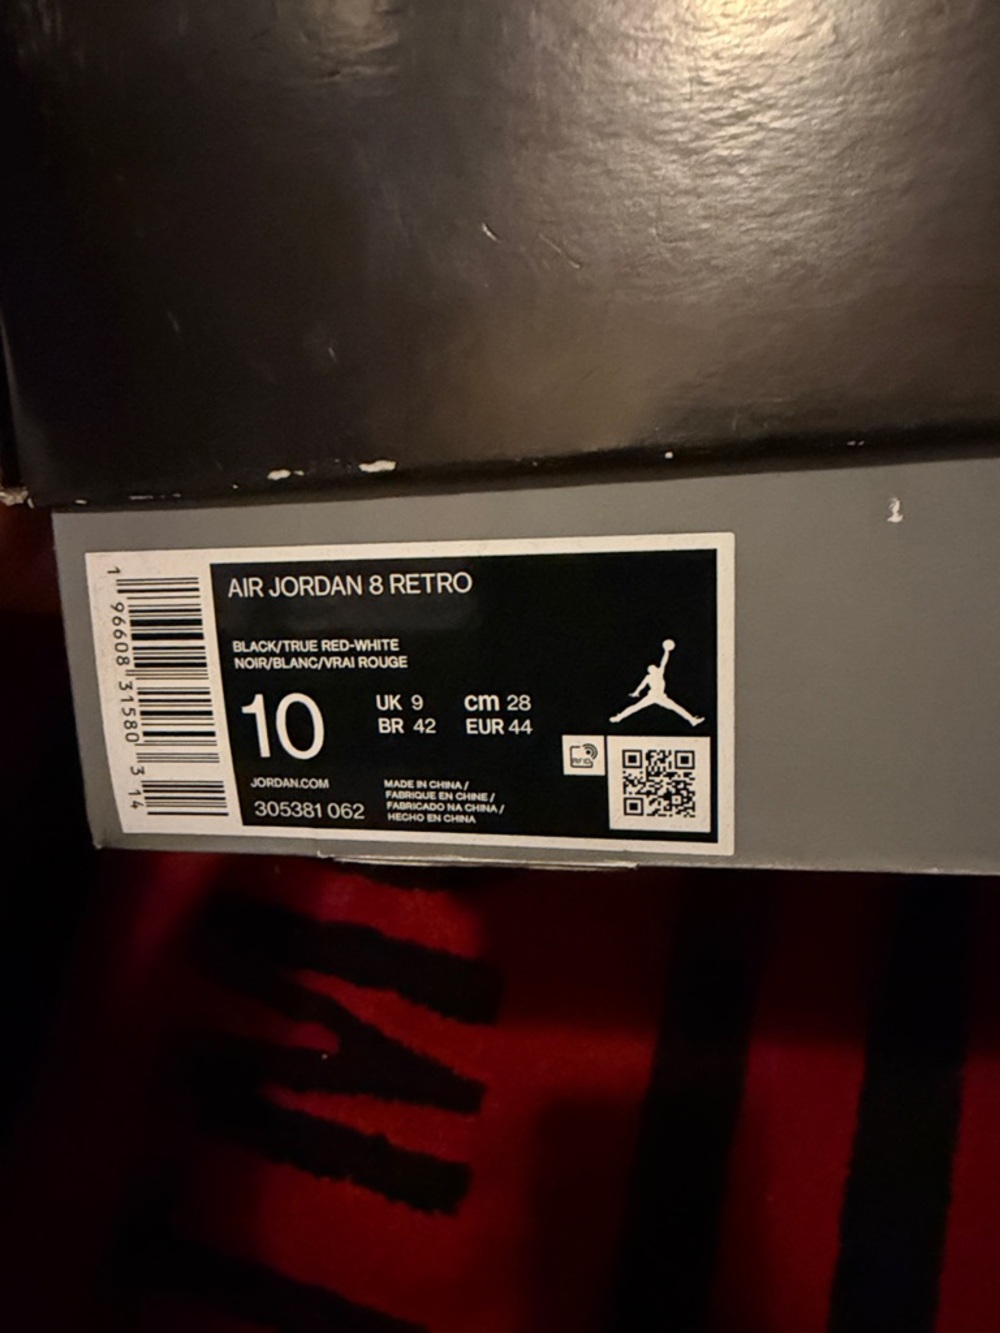 AIR JORDAN 8 RETRO
BLACK/TRUE RED-WHITE
NOIR/BLANC/VRAI ROUGE
10
UK 9 cm 28
BR 42 EUR 44
JORDAN.COM
305381 062
MADE IN CHINA /
FABRIQUE EN CHINE /
FABRICADO NA CHINA /
HECHO EN CHINA
RFID
1 96608 31580 3 14